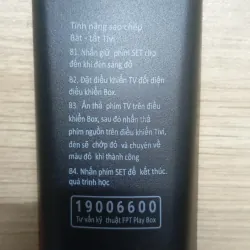 Tính năng sao chép
Bật - tắt Tivi
B1. Nhấn giữ phím SET cho
đến khi đèn sáng đỏ
B2. Đặt điều khiển TV đối diện
điều khiển Box.
B3. Ấn thả phím TV trên điều
khiển Box, sau đó nhấn thả
phím nguồn trên điều khiển Tivi,
đèn sẽ chớp đỏ và chuyển về
màu đỏ khi thành công
B4. Nhấn phím SET để kết thúc
quá trình học
19006600
Tư vấn kỹ thuật FPT Play Box